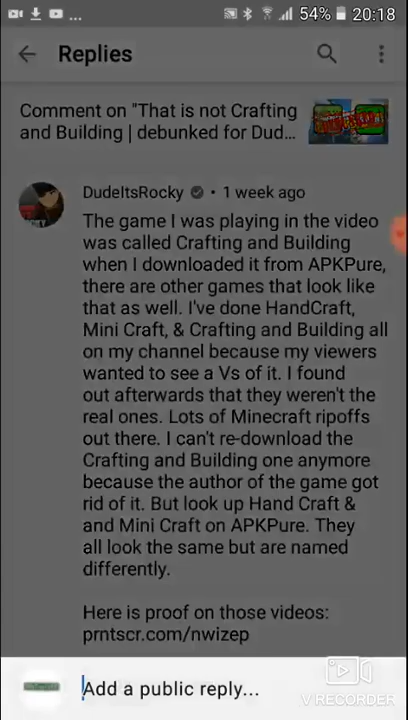 ... 54% 20:18
Replies
Comment on "That is not Crafting
and Building | debunked for Dud...
DudeItsRocky • 1 week ago
The game I was playing in the video
was called Crafting and Building
when I downloaded it from APKPure,
there are other games that look like
that as well. I've done HandCraft,
Mini Craft, & Crafting and Building all
on my channel because my viewers
wanted to see a Vs of it. I found
out afterwards that they weren't the
real ones. Lots of Minecraft ripoffs
out there. I can't re-download the
Crafting and Building one anymore
because the author of the game got
rid of it. But look up Hand Craft &
and Mini Craft on APKPure. They
all look the same but are named
differently.
Here is proof on those videos:
prntscr.com/nwizep
Add a public reply...
V RECORDER